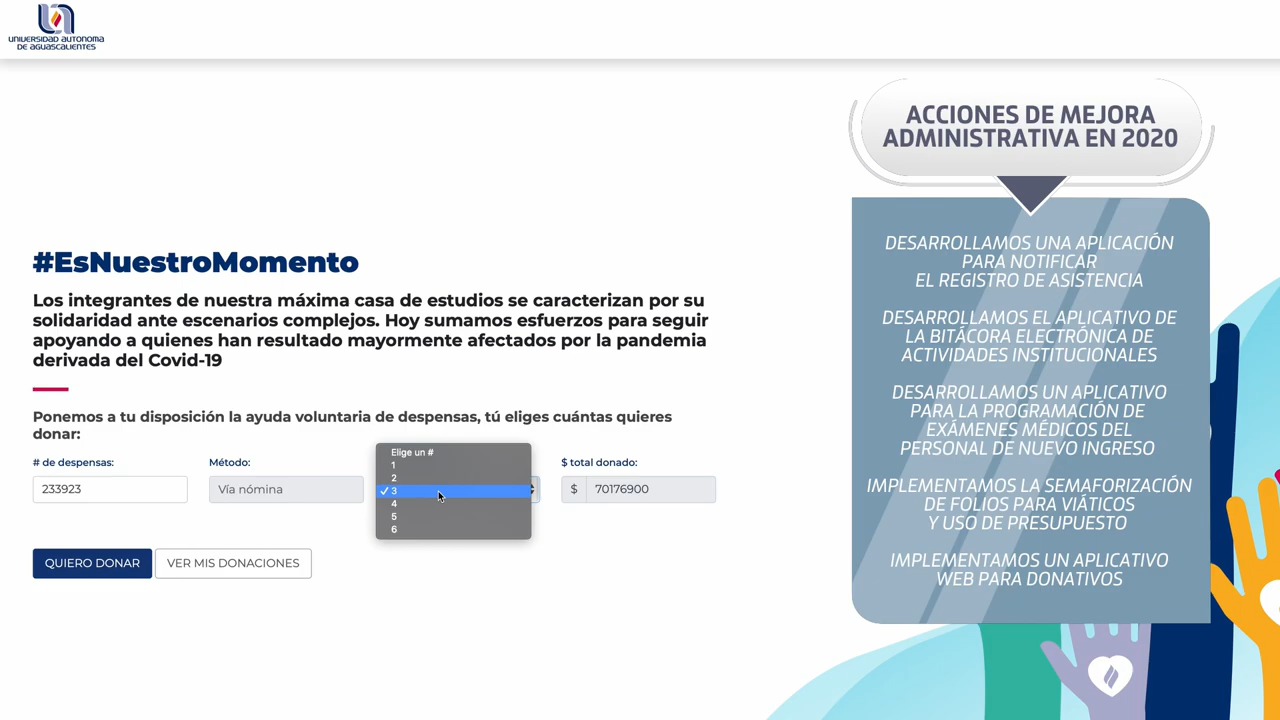 UNIVERSIDAD AUTONOMA
DE AGUASCALIENTES
#EsNuestroMomento
Los integrantes de nuestra máxima casa de estudios se caracterizan por su
solidaridad ante escenarios complejos. Hoy sumamos esfuerzos para seguir
apoyando a quienes han resultado mayormente afectados por la pandemia
derivada del Covid-19
Ponemos a tu disposición la ayuda voluntaria de despensas, tú eliges cuántas quieres
donar:
# de despensas:
233923
Método:
Vía nómina
Elige un #
1
2
✓ 3
4
5
6
$ total donado:
$ 70176900
QUIERO DONAR
VER MIS DONACIONES
ACCIONES DE MEJORA
ADMINISTRATIVA EN 2020
DESARROLLAMOS UNA APLICACIÓN
PARA NOTIFICAR
EL REGISTRO DE ASISTENCIA
DESARROLLAMOS EL APLICATIVO DE
LA BITÁCORA ELECTRÓNICA DE
ACTIVIDADES INSTITUCIONALES
DESARROLLAMOS UN APLICATIVO
PARA LA PROGRAMACIÓN DE
EXÁMENES MÉDICOS DEL
PERSONAL DE NUEVO INGRESO
IMPLEMENTAMOS LA SEMAFORIZACIÓN
DE FOLIOS PARA VIÁTICOS
Y USO DE PRESUPUESTO
IMPLEMENTAMOS UN APLICATIVO
WEB PARA DONATIVOS